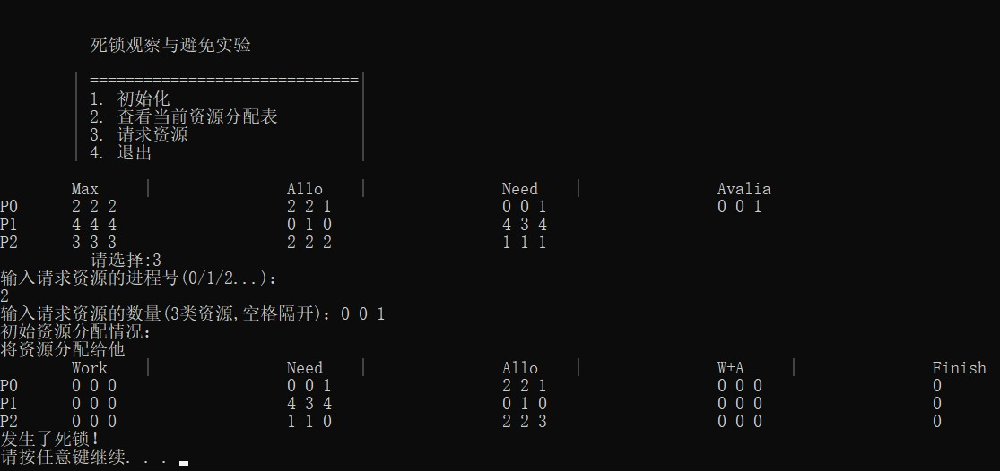 死锁观察与避免实验
==============================
1. 初始化
2. 查看当前资源分配表
3. 请求资源
4. 退出
Max | Allo | Need | Avalia
P0 2 2 2 2 2 1 0 0 1 0 0 1
P1 4 4 4 0 1 0 4 3 4
P2 3 3 3 2 2 2 1 1 1
请选择:3
输入请求资源的进程号(0/1/2...):
2
输入请求资源的数量(3类资源,空格隔开): 0 0 1
初始资源分配情况:
将资源分配给他
Work | Need | Allo | W+A | Finish
P0 0 0 0 0 0 1 2 2 1 0 0 0 0
P1 0 0 0 4 3 4 0 1 0 0 0 0 0
P2 0 0 0 1 1 0 2 2 3 0 0 0 0
发生了死锁!
请按任意键继续. . .